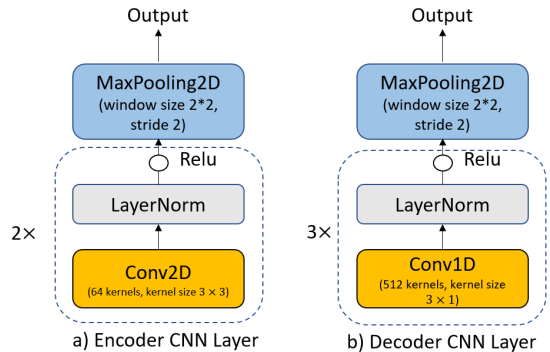 Output
MaxPooling2D
(window size 2*2,
stride 2)
Relu
LayerNorm
2×
Conv2D
(64 kernels, kernel size 3 × 3)
a) Encoder CNN Layer
Output
MaxPooling2D
(window size 2*2,
stride 2)
Relu
LayerNorm
3×
Conv1D
(512 kernels, kernel size
3 × 1)
b) Decoder CNN Layer